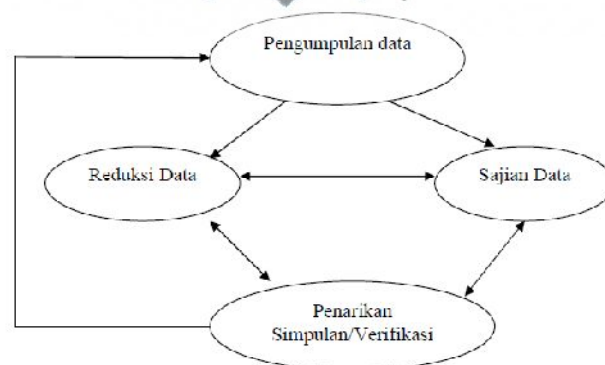 Pengumpulan data
Reduksi Data
Sajian Data
Penarikan
Simpulan/Verifikasi